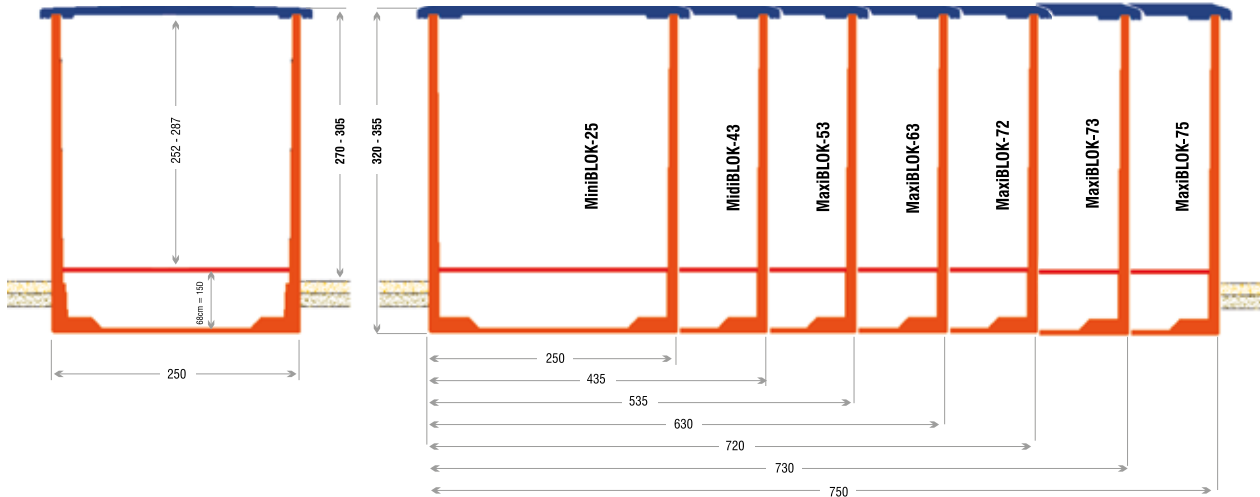 252 - 287
270 - 305
320 - 355
68cm = 150
250
MiniBLOK-25
MidiBLOK-43
MaxiBLOK-53
MaxiBLOK-63
MaxiBLOK-72
MaxiBLOK-73
MaxiBLOK-75
250
435
535
630
720
730
750